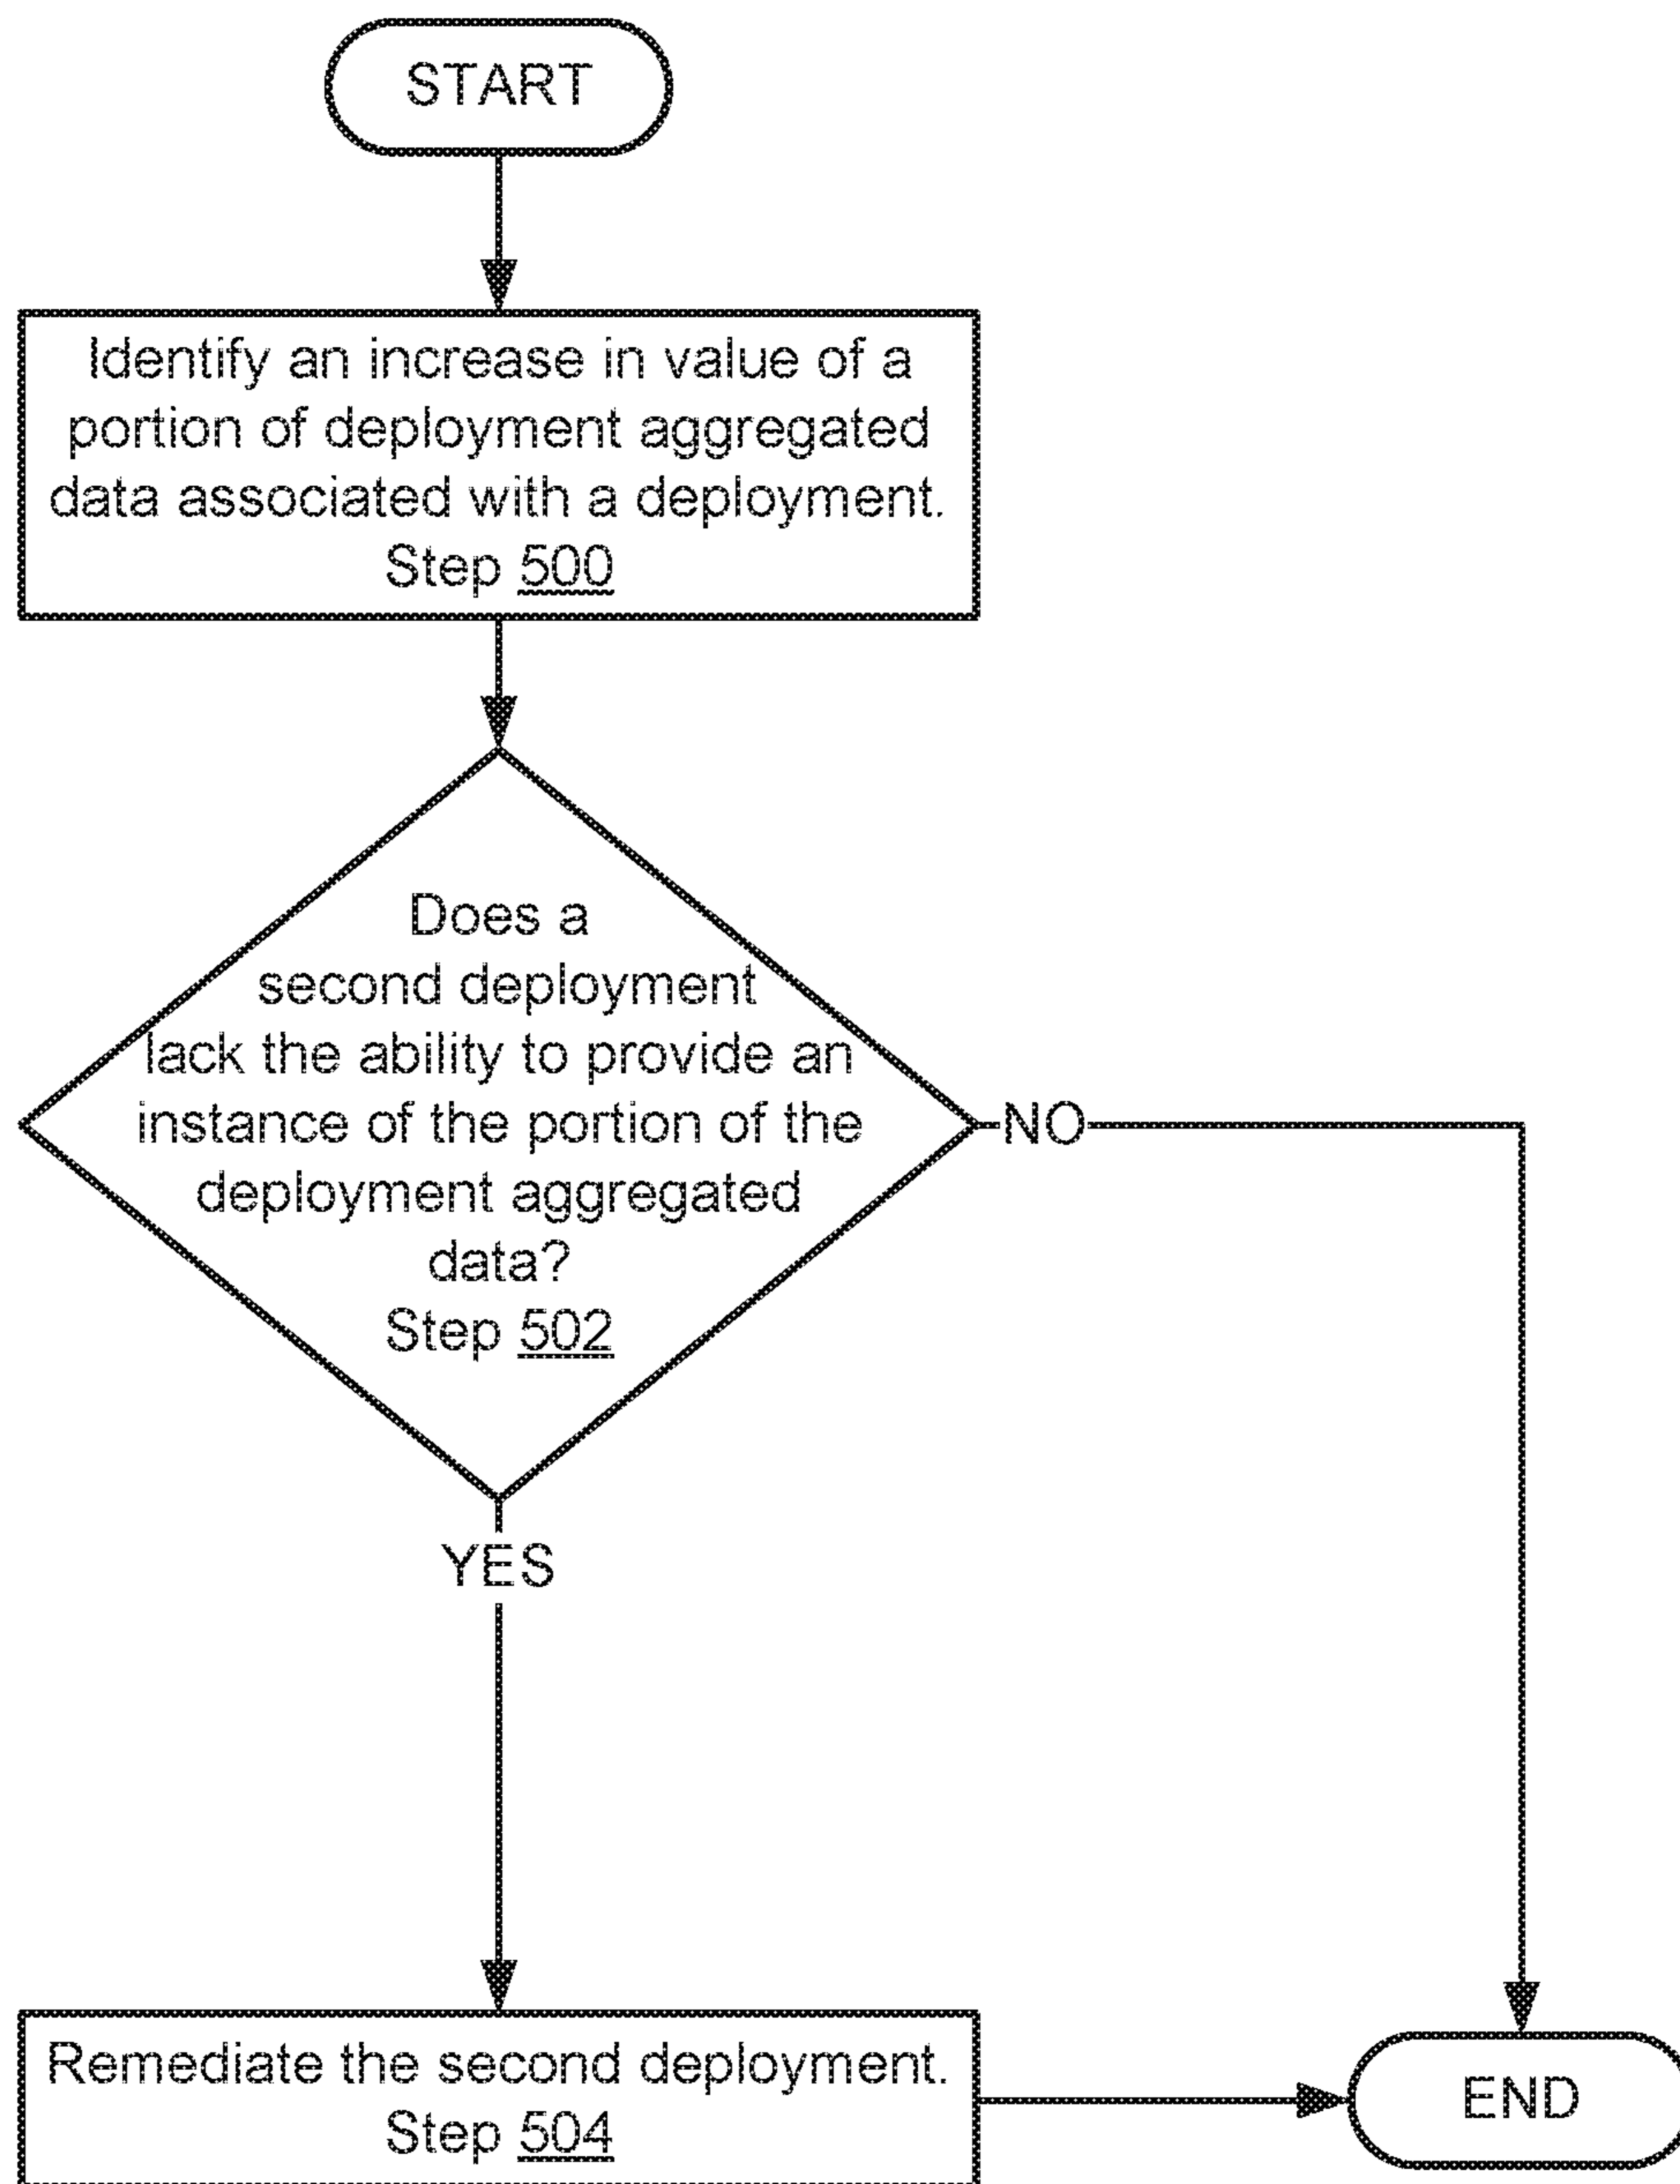 START
Identify an increase in value of a
portion of deployment aggregated
data associated with a deployment.
Step 500
Does a
second deployment
lack the ability to provide an
instance of the portion of the
deployment aggregated
data?
Step 502
NO
YES
Remediate the second deployment.
Step 504
END